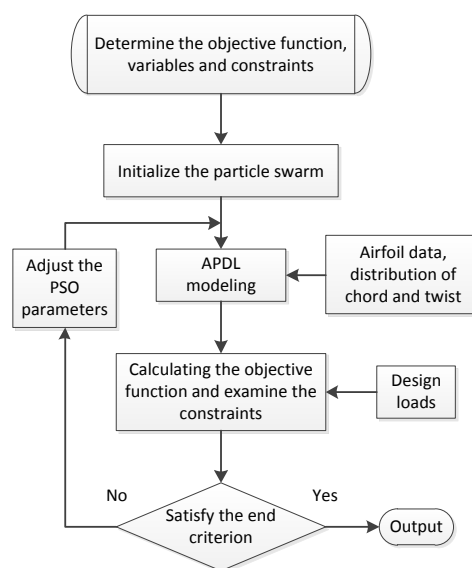 Determine the objective function,
variables and constraints
Initialize the particle swarm
Adjust the
PSO
parameters
APDL
modeling
Airfoil data,
distribution of
chord and twist
Calculating the objective
function and examine the
constraints
Design
loads
No
Yes
Satisfy the end
criterion
Output